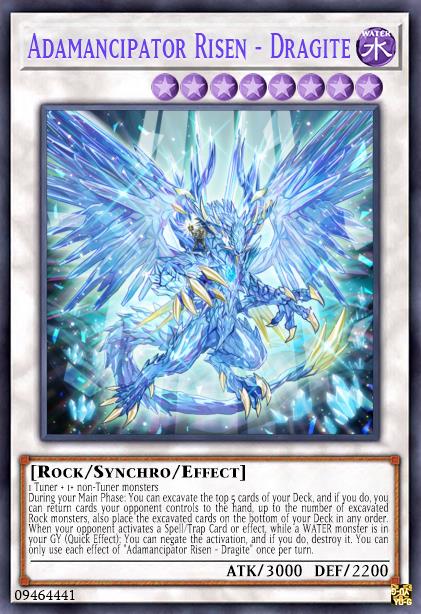 ADAMANCIPATOR RISEN - DRAGITE
WATER
水
[ROCK/SYNCHRO/EFFECT]
1 Tuner + 1+ non-Tuner monsters
During your Main Phase: You can excavate the top 5 cards of your Deck, and if you do, you
can return cards your opponent controls to the hand, up to the number of excavated
Rock monsters, also place the excavated cards on the bottom of your Deck in any order.
When your opponent activates a Spell/Trap Card or effect, while a WATER monster is in
your GY (Quick Effect): You can negate the activation, and if you do, destroy it. You can
only use each effect of "Adamancipator Risen - Dragite" once per turn.
ATK/3000 DEF/2200
09464441